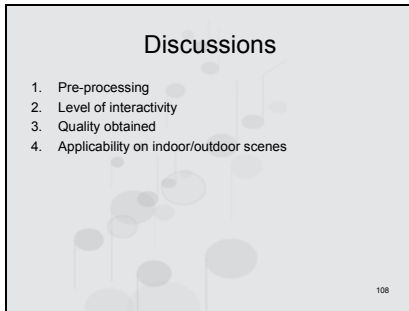 Discussions
1. Pre-processing
2. Level of interactivity
3. Quality obtained
4. Applicability on indoor/outdoor scenes
108